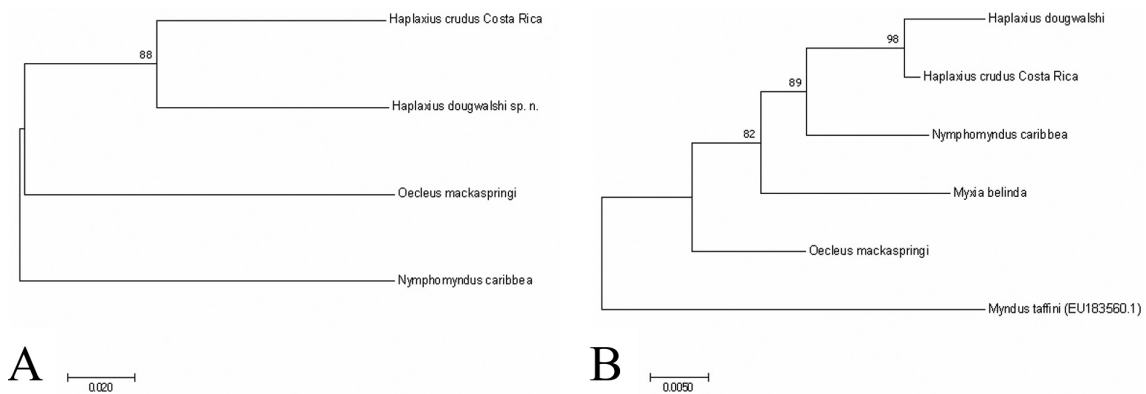 Haplaxius crudus Costa Rica
88
Haplaxius dougwalshi sp. n.
Oecleus mackaspringi
Nymphomyndus caribbea
A
0.020
Haplaxius dougwalshi
98
Haplaxius crudus Costa Rica
89
Nymphomyndus caribbea
82
Myxia belinda
Oecleus mackaspringi
Myndus taffini (EU183560.1)
B
0.0050